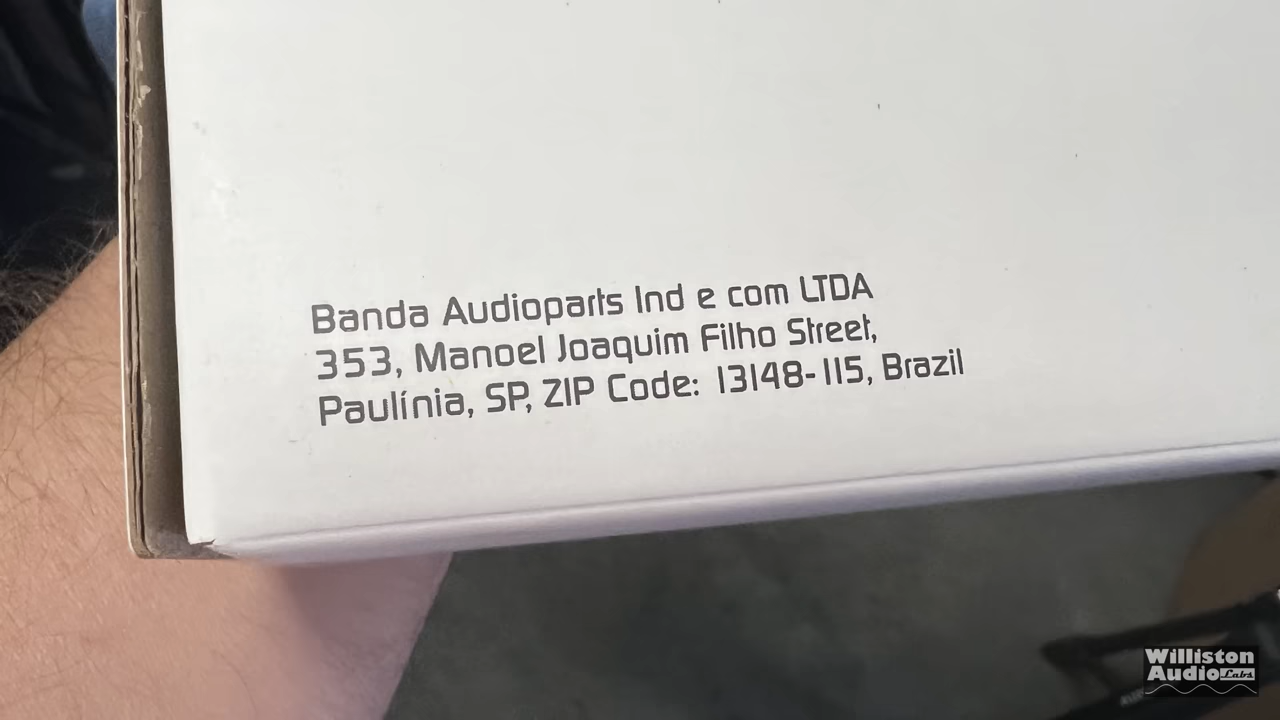 Banda Audioparts Ind e com LTDA
353, Manoel Joaquim Filho Street,
Paulínia, SP, ZIP Code: 13148-115, Brazil
Williston
Audio Labs